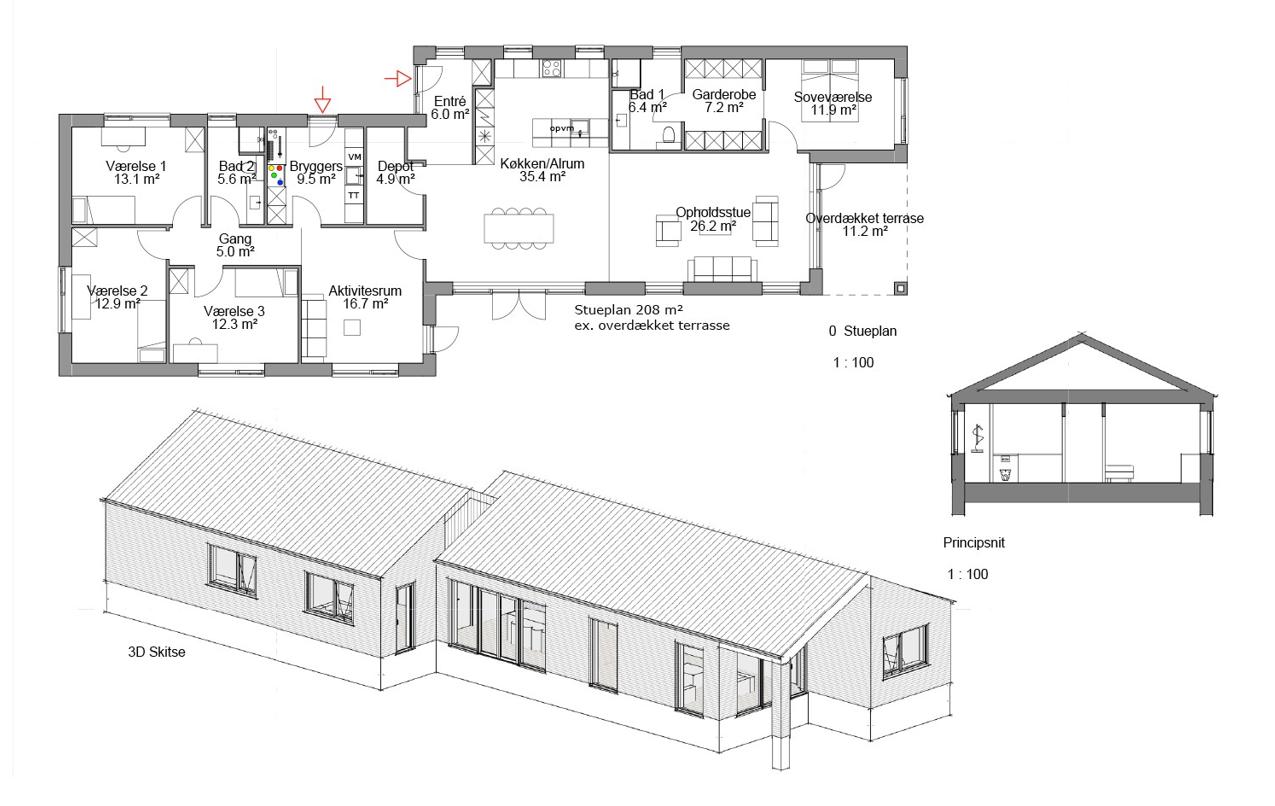 Entré
6.0 m²
Bad 1
6.4 m²
Garderobe
7.2 m²
Soveværelse
11.9 m²
opvm
Køkken/Alrum
35.4 m²
Værelse 1
13.1 m²
Bad 2
5.6 m²
Bryggers
9.5 m²
VM
TT
Depot
4.9 m²
Opholdsstue
26.2 m²
Overdækket terrase
11.2 m²
Gang
5.0 m²
Værelse 2
12.9 m²
Værelse 3
12.3 m²
Aktivitesrum
16.7 m²
Stueplan 208 m²
ex. overdækket terrasse
0 Stueplan
1 : 100
Principsnit
1 : 100
3D Skitse